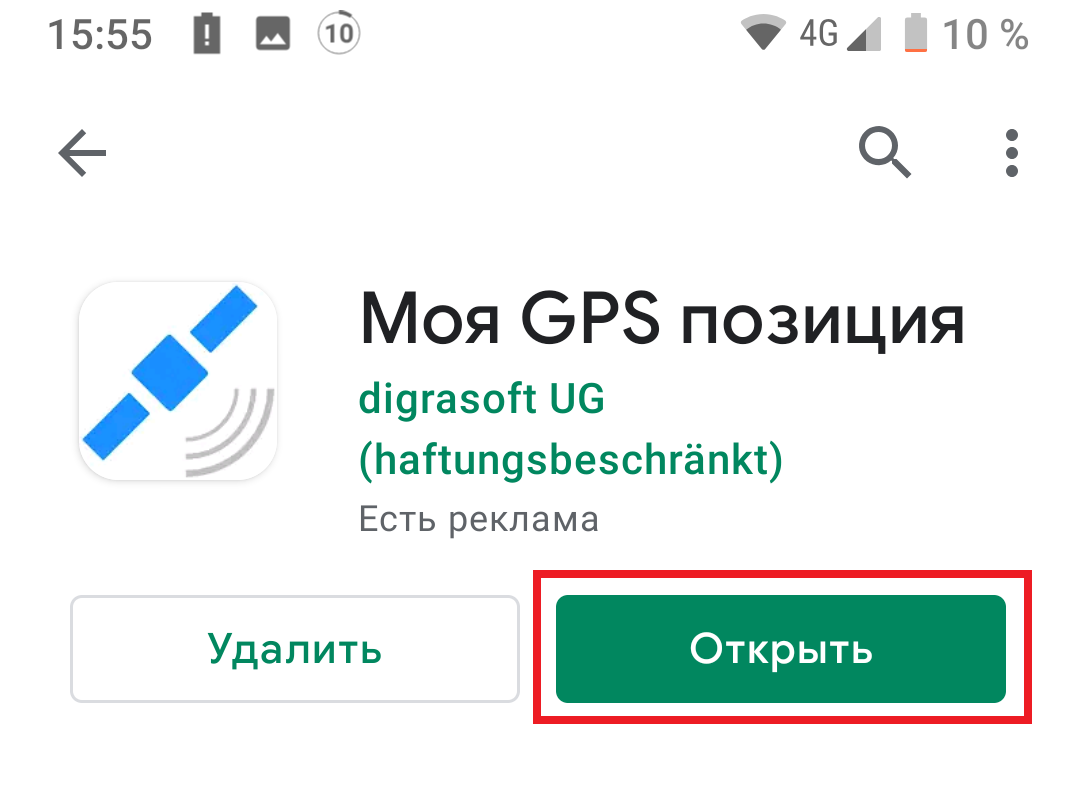 15:55 10 4G 10 %
Моя GPS позиция
digrasoft UG
(haftungsbeschränkt)
Есть реклама
Удалить Открыть